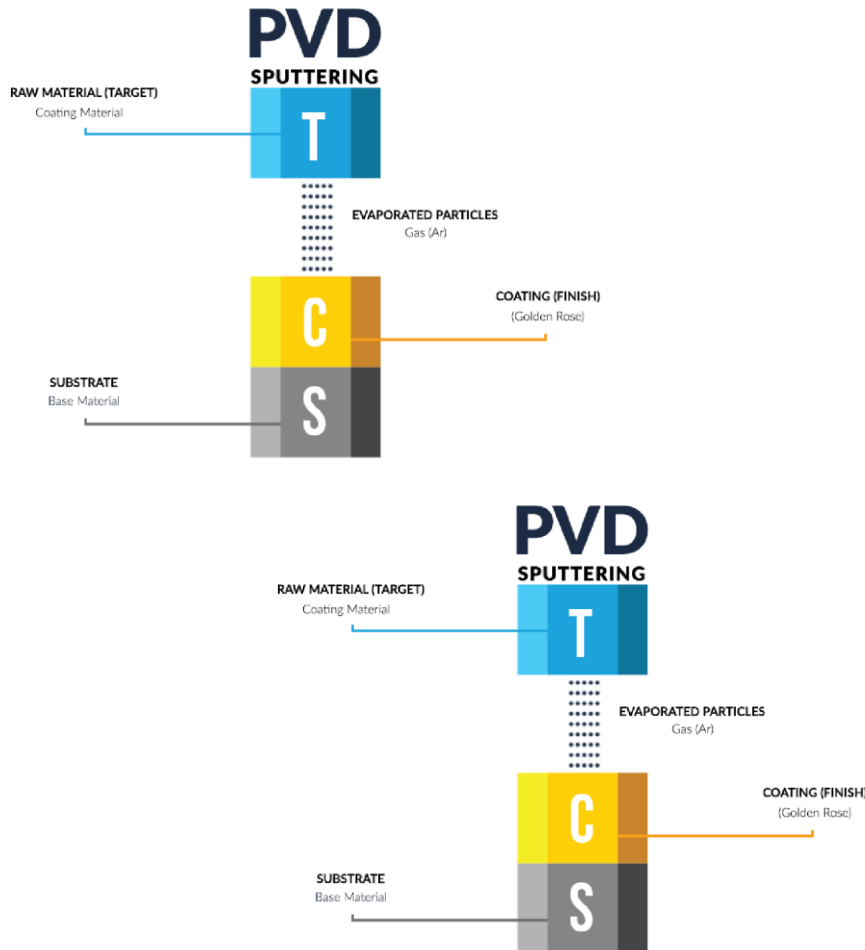 PVD
SPUTTERING
RAW MATERIAL (TARGET)
Coating Material
T
EVAPORATED PARTICLES
Gas (Ar)
C
COATING (FINISH)
(Golden Rose)
SUBSTRATE
Base Material
S
PVD
SPUTTERING
RAW MATERIAL (TARGET)
Coating Material
T
EVAPORATED PARTICLES
Gas (Ar)
C
COATING (FINISH)
(Golden Rose)
SUBSTRATE
Base Material
S